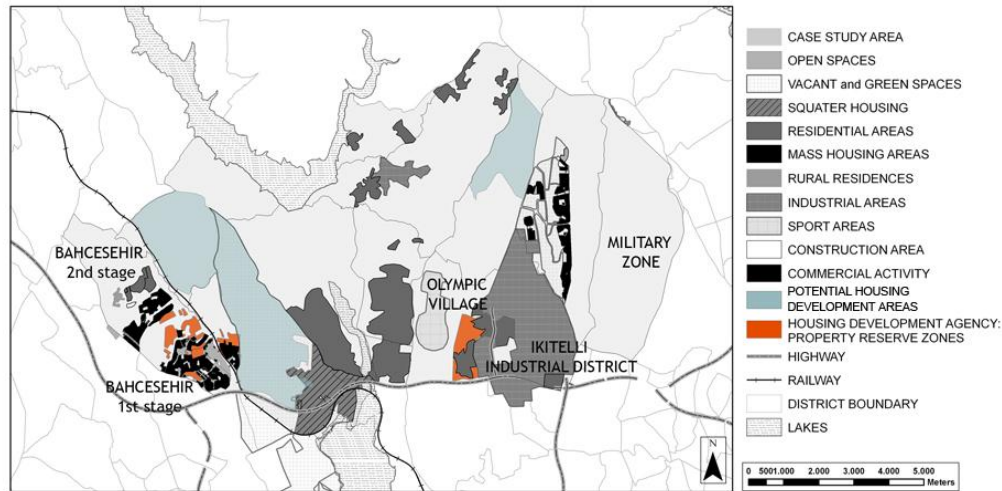 BAHCESEHIR
2nd stage
BAHCESEHIR
1st stage
OLYMPIC
VILLAGE
IKITELLI
INDUSTRIAL DISTRICT
MILITARY
ZONE
N
CASE STUDY AREA
OPEN SPACES
VACANT and GREEN SPACES
SQUATER HOUSING
RESIDENTIAL AREAS
MASS HOUSING AREAS
RURAL RESIDENCES
INDUSTRIAL AREAS
SPORT AREAS
CONSTRUCTION AREA
COMMERCIAL ACTIVITY
POTENTIAL HOUSING
DEVELOPMENT AREAS
HOUSING DEVELOPMENT AGENCY:
PROPERTY RESERVE ZONES
HIGHWAY
RAILWAY
DISTRICT BOUNDARY
LAKES
0 5001.000 2.000 3.000 4.000 5.000
Meters